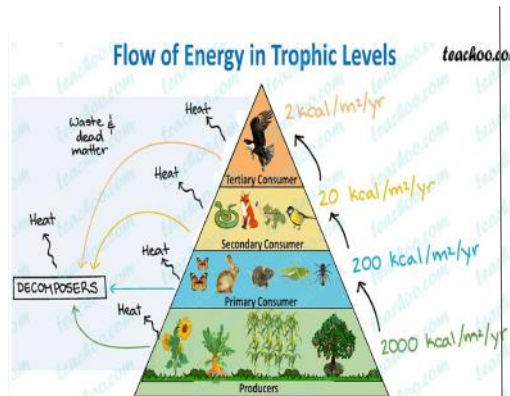 Flow of Energy in Trophic Levels
teachoo.co
Heat
2 kcal/m²/yr
Waste &
dead
matter
Tertiary Consumer
Heat
20 kcal/m²/yr
Heat
Secondary Consumer
Heat
200 kcal/m²/yr
DECOMPOSERS
Primary Consumer
Heat
2000 kcal/m²/yr
Producers
teachoo.com